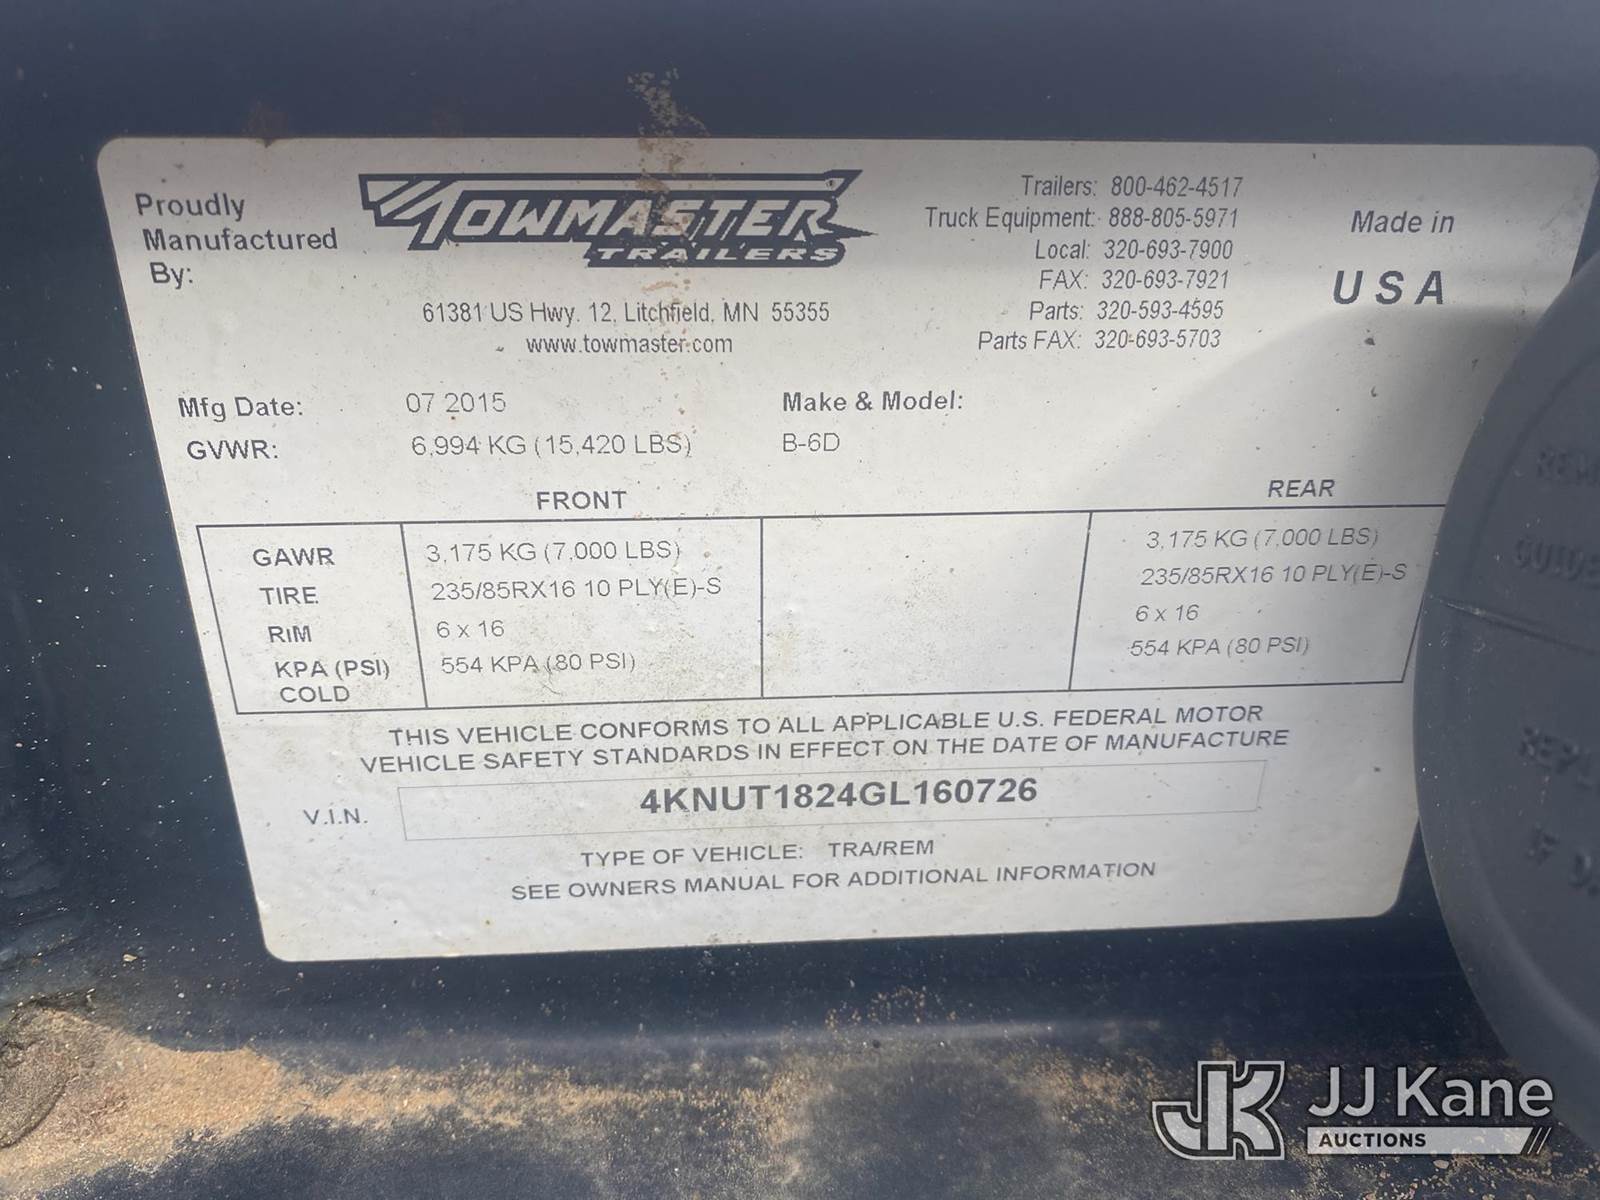 Proudly
Manufactured
By:
TOWMASTER
TRAILERS
61381 US Hwy. 12, Litchfield, MN 55355
www.towmaster.com
Trailers: 800-462-4517
Truck Equipment: 888-805-5971
Local: 320-693-7900
FAX: 320-693-7921
Parts: 320-593-4595
Parts FAX: 320-693-5703
Made in
USA
Mfg Date: 07 2015 Make & Model:
GVWR: 6,994 KG (15,420 LBS) B-6D
FRONT REAR
GAWR 3,175 KG (7,000 LBS) 3,175 KG (7,000 LBS)
TIRE 235/85RX16 10 PLY(E)-S 235/85RX16 10 PLY(E)-S
RIM 6 x 16 6 x 16
KPA (PSI) 554 KPA (80 PSI) 554 KPA (80 PSI)
COLD
THIS VEHICLE CONFORMS TO ALL APPLICABLE U.S. FEDERAL MOTOR
VEHICLE SAFETY STANDARDS IN EFFECT ON THE DATE OF MANUFACTURE
V.I.N. 4KNUT1824GL160726
TYPE OF VEHICLE: TRA/REM
SEE OWNERS MANUAL FOR ADDITIONAL INFORMATION
IF
JK JJ Kane
AUCTIONS